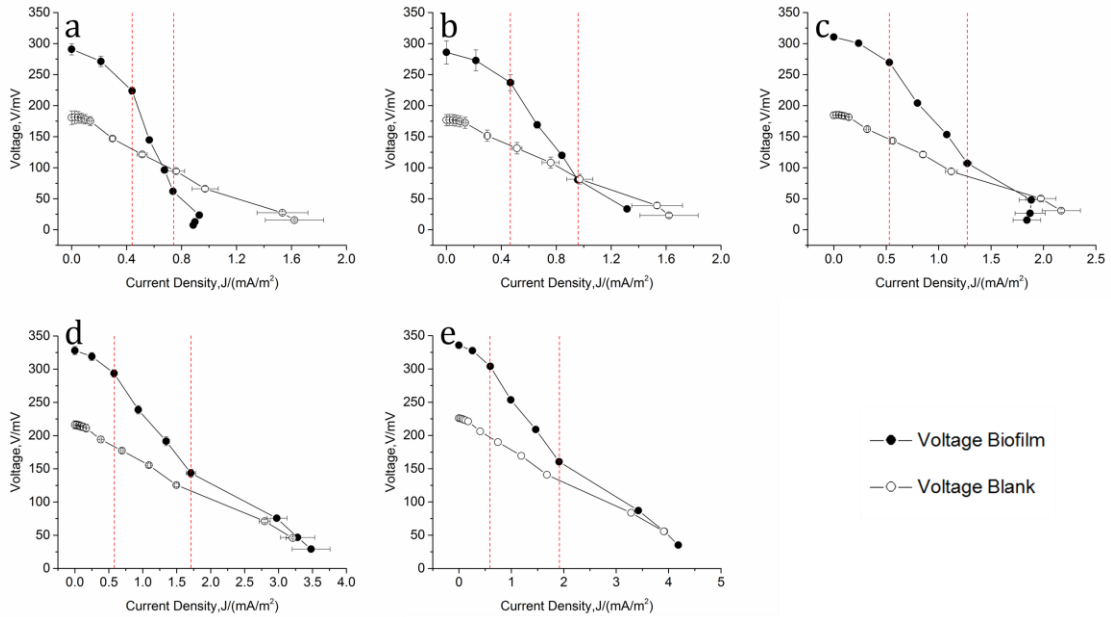 a
Voltage,V/mV
350
300
250
200
150
100
50
0
0.0 0.4 0.8 1.2 1.6 2.0
Current Density,J/(mA/m²)
b
Voltage,V/mV
350
300
250
200
150
100
50
0
0.0 0.4 0.8 1.2 1.6 2.0
Current Density,J/(mA/m²)
c
Voltage,V/mV
350
300
250
200
150
100
50
0
0.0 0.5 1.0 1.5 2.0 2.5
Current Density,J/(mA/m²)
d
Voltage,V/mV
350
300
250
200
150
100
50
0
0.0 0.5 1.0 1.5 2.0 2.5 3.0 3.5 4.0
Current Density,J/(mA/m²)
e
Voltage,V/mV
350
300
250
200
150
100
50
0
0 1 2 3 4 5
Current Density,J/(mA/m²)
Voltage Biofilm
Voltage Blank